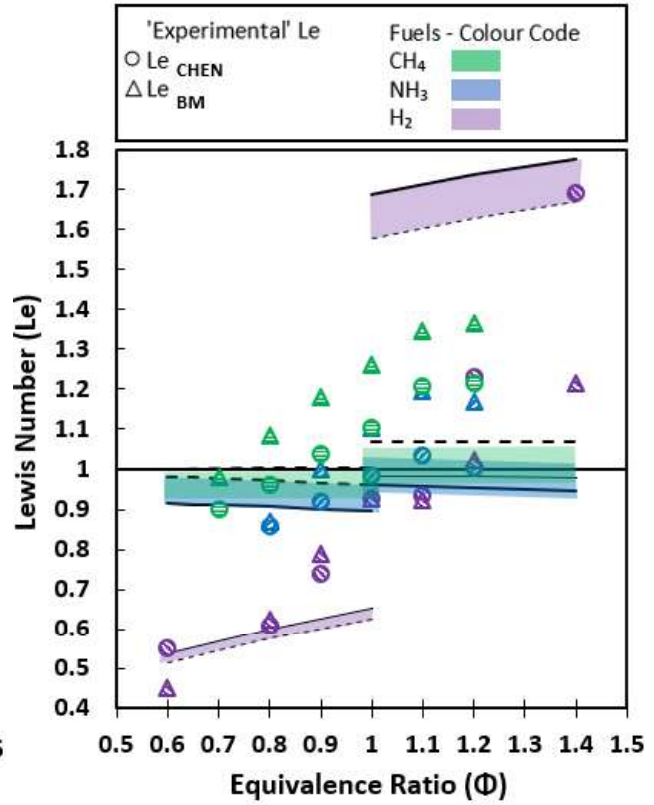 'Experimental' Le
Le CHEN
Le BM
Fuels - Colour Code
CH₄
NH₃
H₂
1.8
1.7
1.6
1.5
1.4
1.3
1.2
1.1
1
0.9
0.8
0.7
0.6
0.5
0.4
Lewis Number (Le)
0.5 0.6 0.7 0.8 0.9 1 1.1 1.2 1.3 1.4 1.5
Equivalence Ratio (Φ)